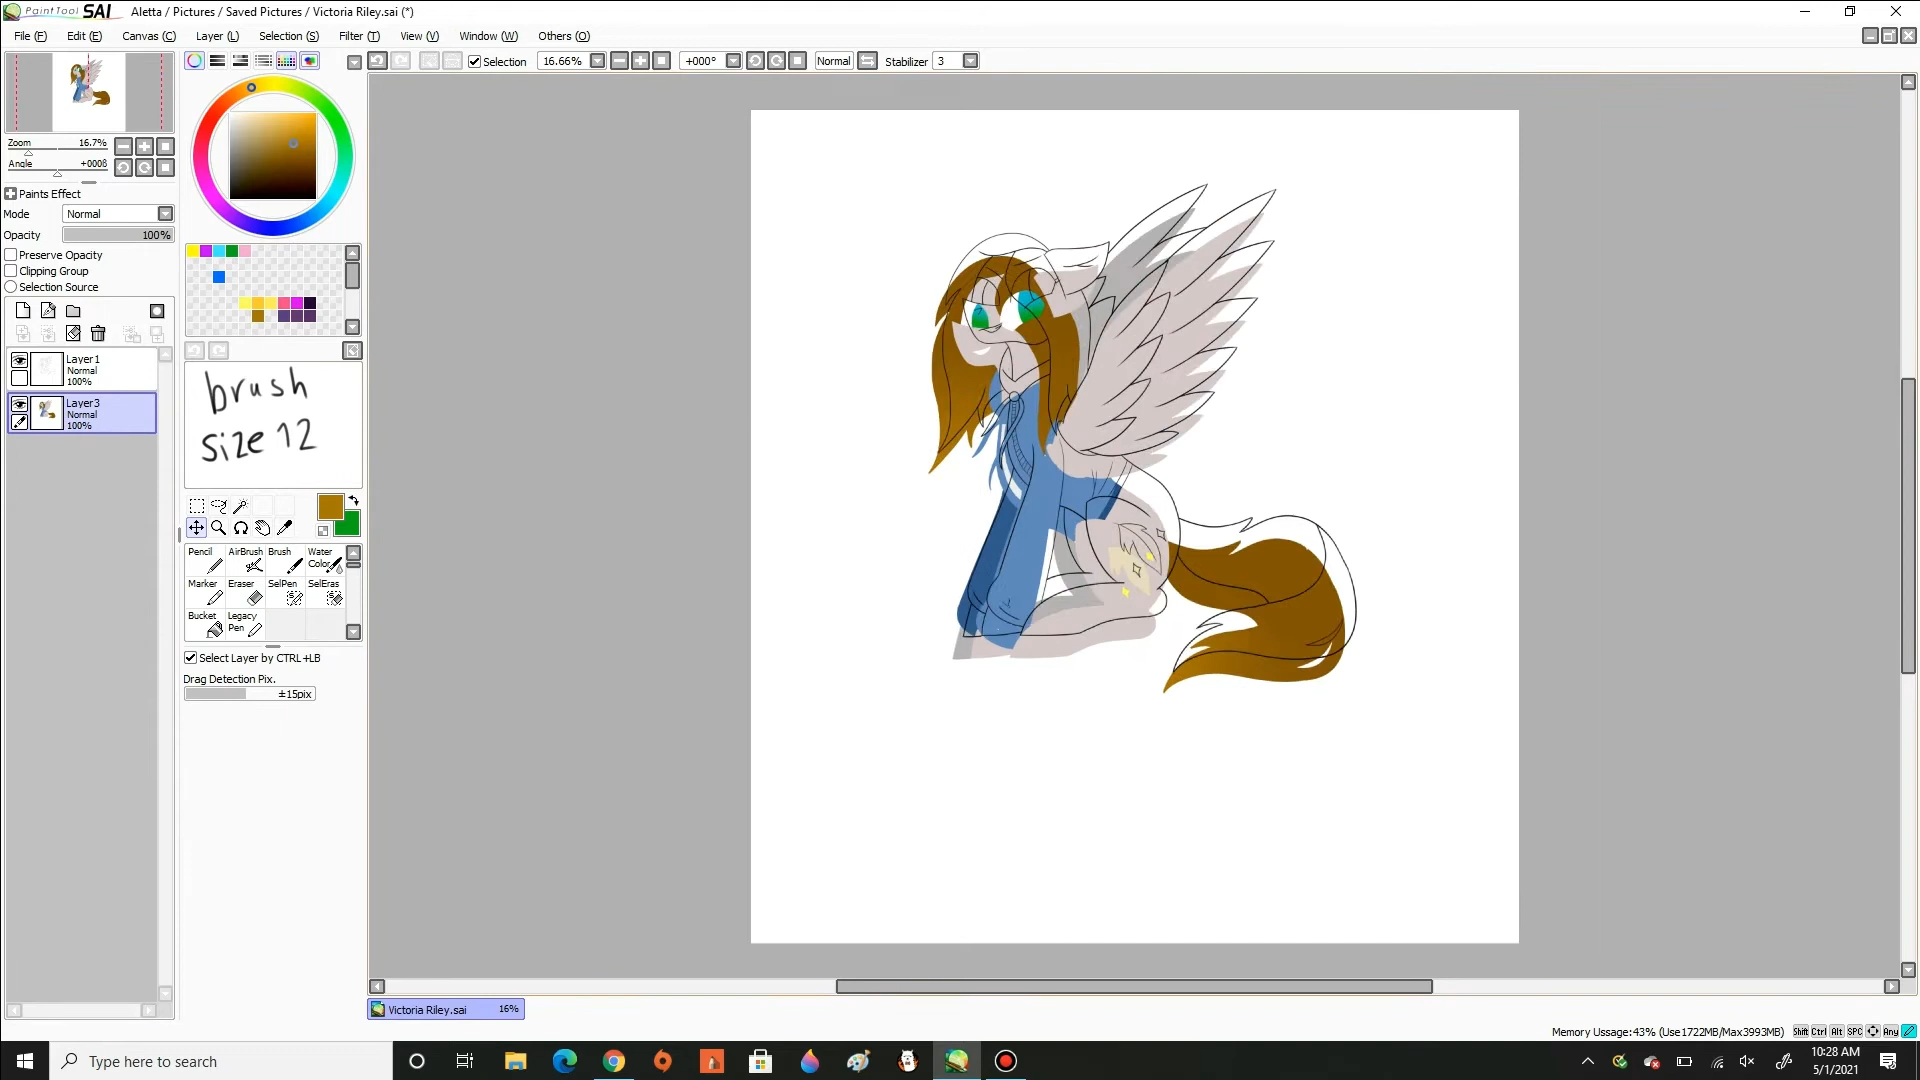 PaintTool SAI Aletta / Pictures / Saved Pictures / Victoria Riley.sai (*)
File (F) Edit (E) Canvas (C) Layer (L) Selection (S) Filter (T) View (V) Window (W) Others (O)
Selection 16.66% +000° Normal Stabilizer 3
Zoom 16.7%
Angle +000ß
Paints Effect
Mode Normal
Opacity 100%
Preserve Opacity
Clipping Group
Selection Source
Layer1
Normal
100%
Layer3
Normal
100%
brush
size 12
Pencil AirBrush Brush Water Color
Marker Eraser SelPen SelEras
Bucket Legacy Pen
Select Layer by CTRL+LB
Drag Detection Pix.
±15pix
Victoria Riley.sai 16%
Memory Ussage:43% (Use1722MB/Max3993MB) Shift Ctrl Alt SPC Any
Type here to search
10:28 AM
5/1/2021